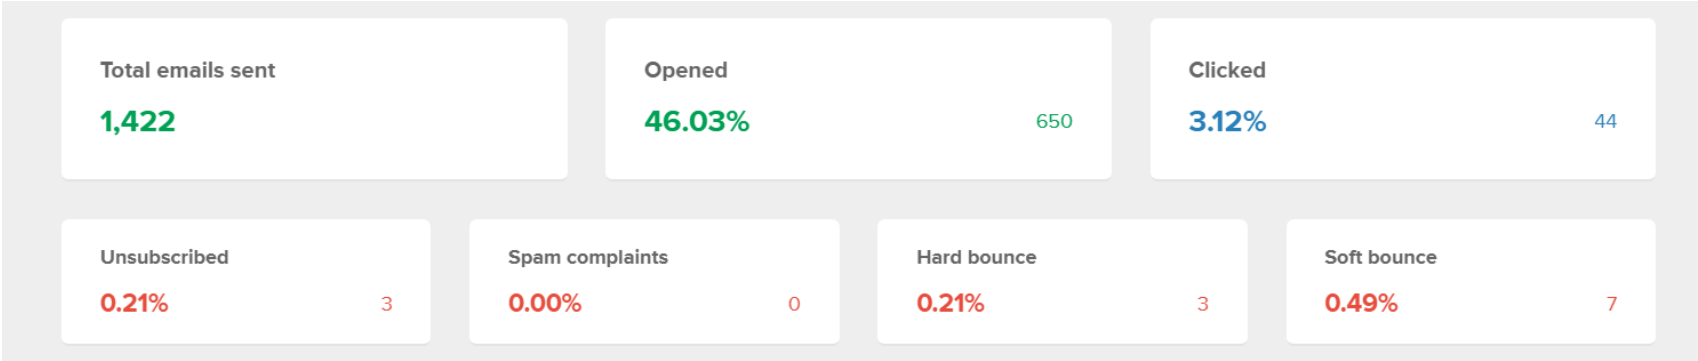 Total emails sent
1,422
Opened
46.03% 650
Clicked
3.12% 44
Unsubscribed
0.21% 3
Spam complaints
0.00% 0
Hard bounce
0.21% 3
Soft bounce
0.49% 7